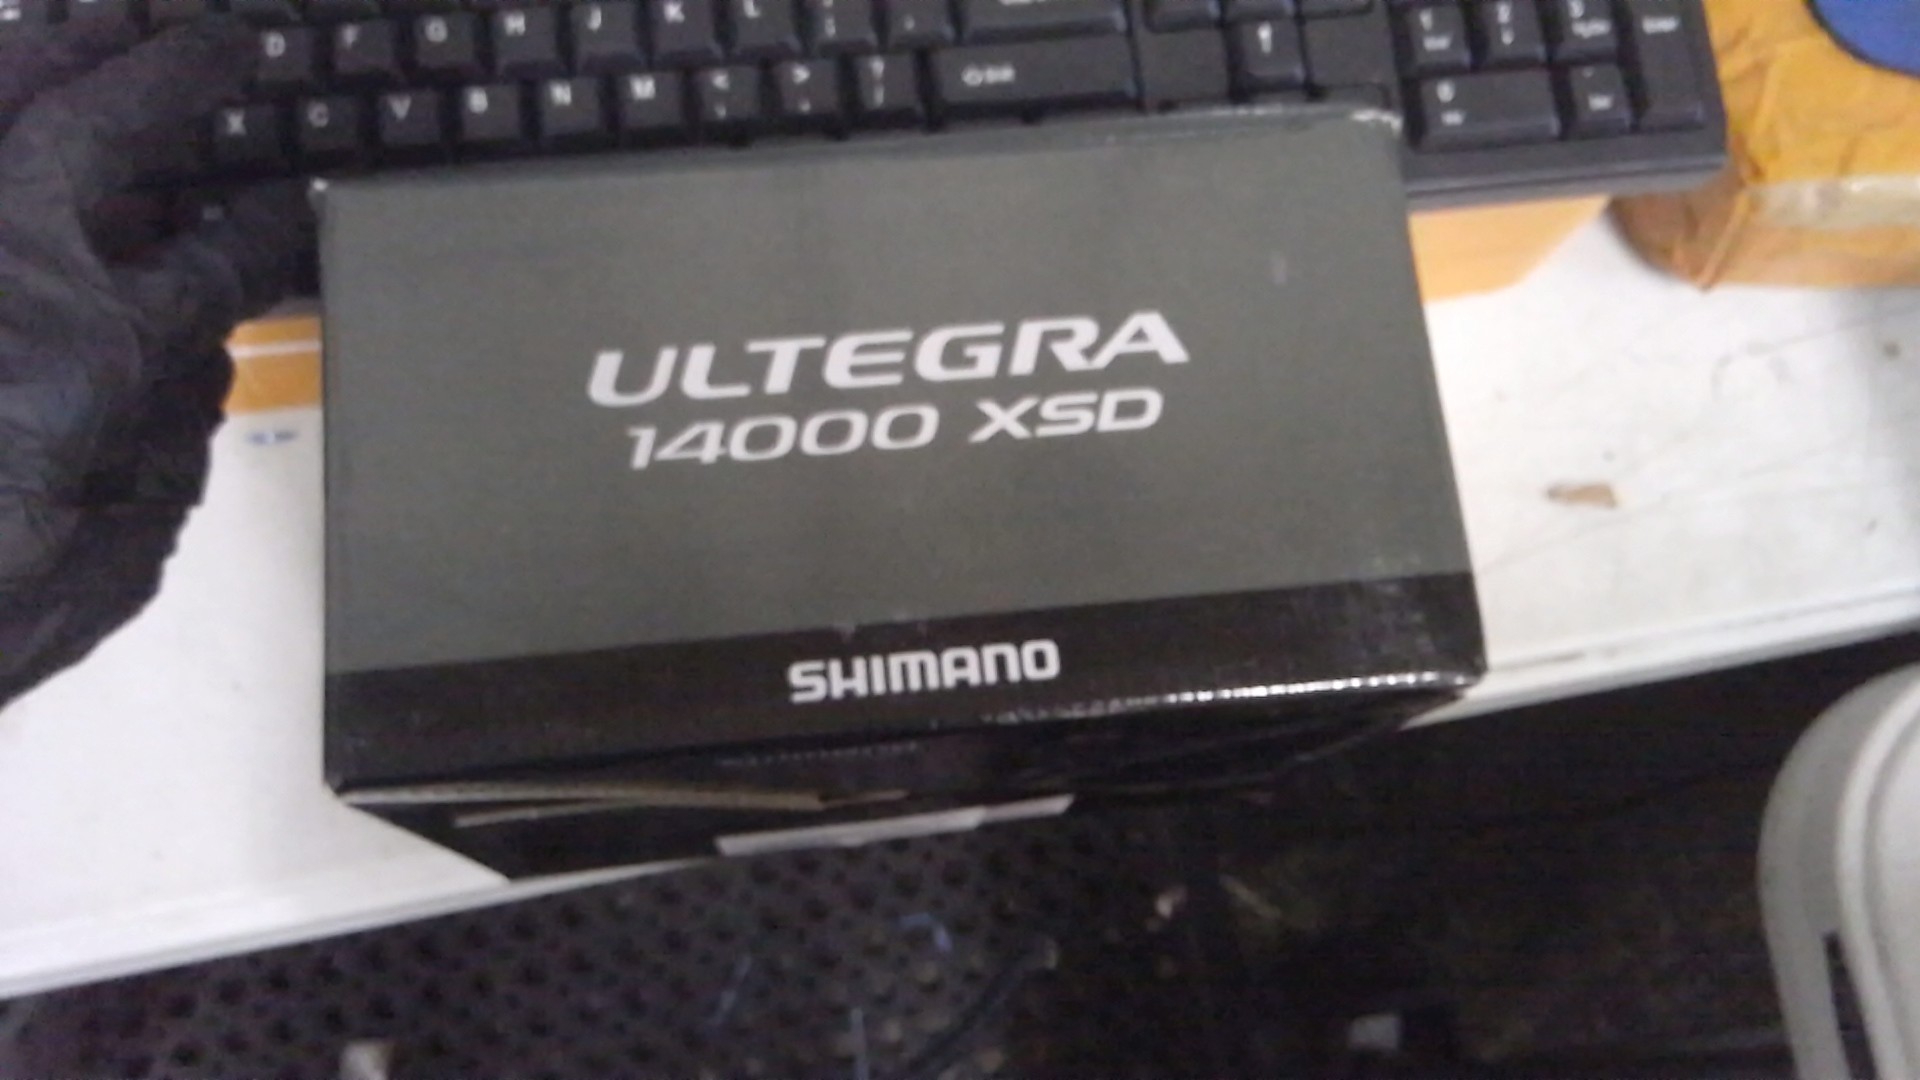 D F G H J K L
X C V B N M < > ?
ULTEGRA
14000 XSD
SHIMANO